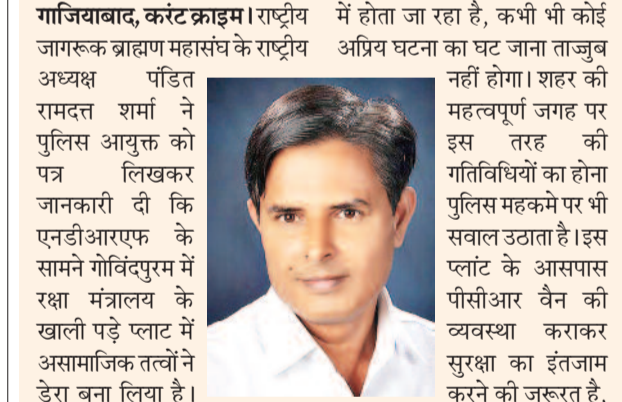 गाजियाबाद, करंट क्राइम। राष्ट्रीय
जागरूक ब्राह्मण महासंघ के राष्ट्रीय
अध्यक्ष पंडित
रामदत्त शर्मा ने
पुलिस आयुक्त को
पत्र लिखकर
जानकारी दी कि
एनडीआरएफ के
सामने गोविंदपुरम में
रक्षा मंत्रालय के
खाली पड़े प्लाट में
असामाजिक तत्वों ने
डेरा बना लिया है।
में होता जा रहा है, कभी भी कोई
अप्रिय घटना का घट जाना ताज्जुब
नहीं होगा। शहर की
महत्वपूर्ण जगह पर
इस तरह की
गतिविधियों का होना
पुलिस महकमे पर भी
सवाल उठाता है।इस
प्लांट के आसपास
पीसीआर वैन की
व्यवस्था कराकर
सुरक्षा का इंतजाम
करने की जरूरत है,